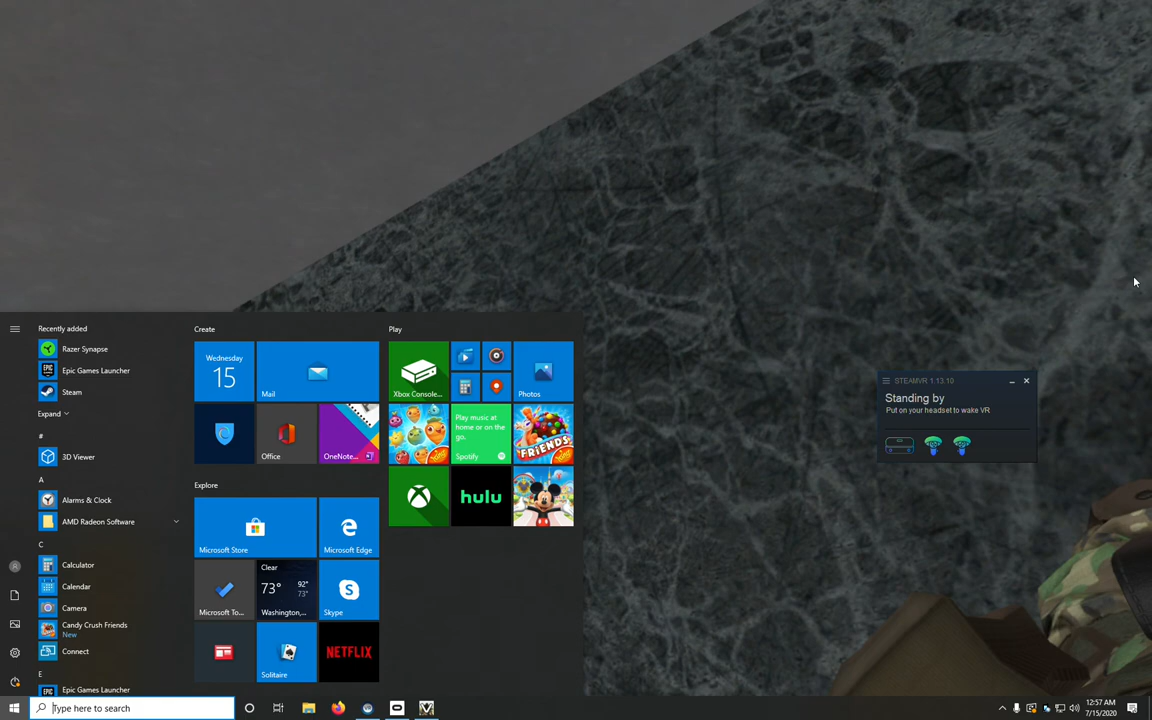 Recently added
Razer Synapse
EPIC GAMES
Epic Games Launcher
Steam
Expand
#
3D Viewer
A
Alarms & Clock
AMD Radeon Software
C
Calculator
Calendar
Camera
Candy Crush Friends
New
Connect
E
EPIC
Epic Games Launcher
Create
Wednesday
15
Mail
Office
OneNote...
Explore
Microsoft Store
Microsoft Edge
Microsoft To...
Clear
73°
92°
73°
Washington,...
Skype
Solitaire
NETFLIX
Play
Xbox Console...
Photos
Play music at
home or on the
go.
Spotify
FRIENDS
hulu
STEAMVR 1.13.10
Standing by
Put on your headset to wake VR
Type here to search
12:57 AM
7/15/2020